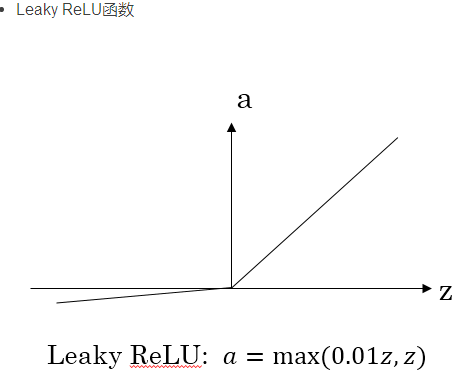 Leaky ReLU函数
a
z
Leaky ReLU: a = max(0.01z, z)